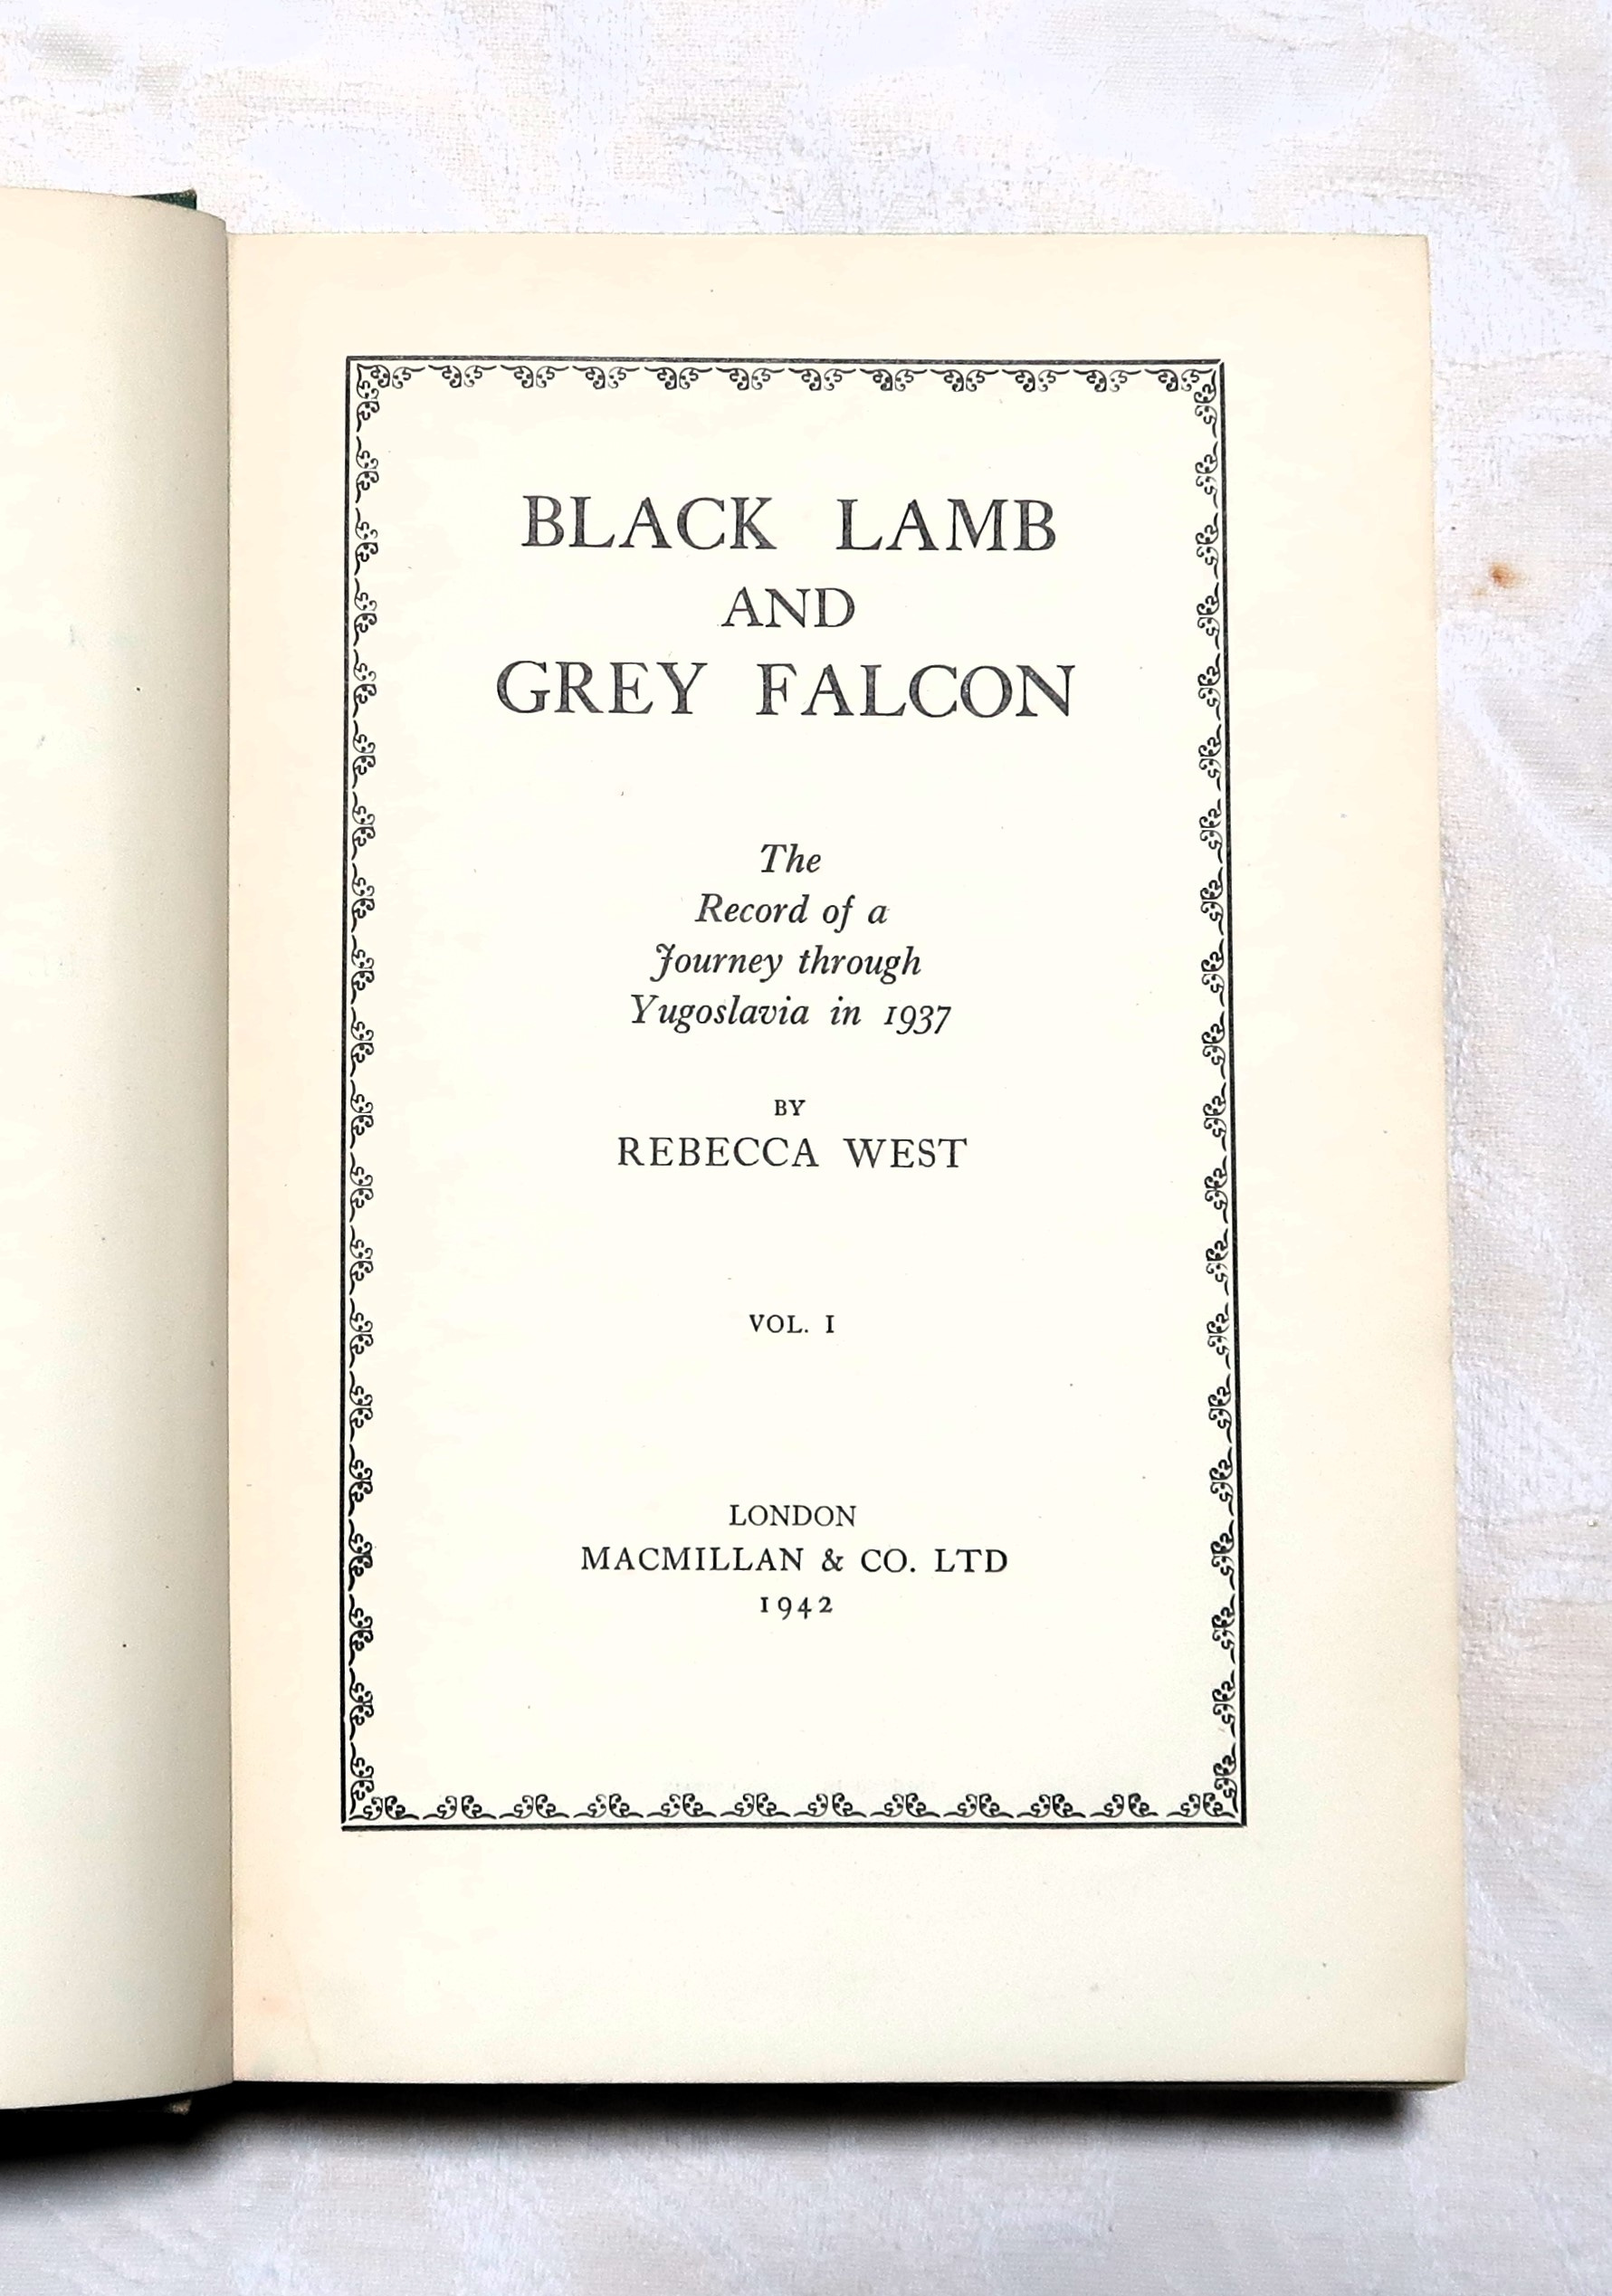 BLACK LAMB
AND
GREY FALCON
The
Record of a
Journey through
Yugoslavia in 1937
BY
REBECCA WEST
VOL. I
LONDON
MACMILLAN & CO. LTD
1942